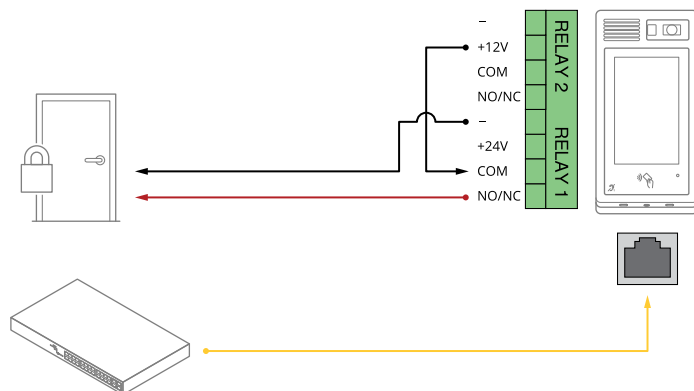 –
+12V
COM
NO/NC
–
+24V
COM
NO/NC
RELAY 2
RELAY 1